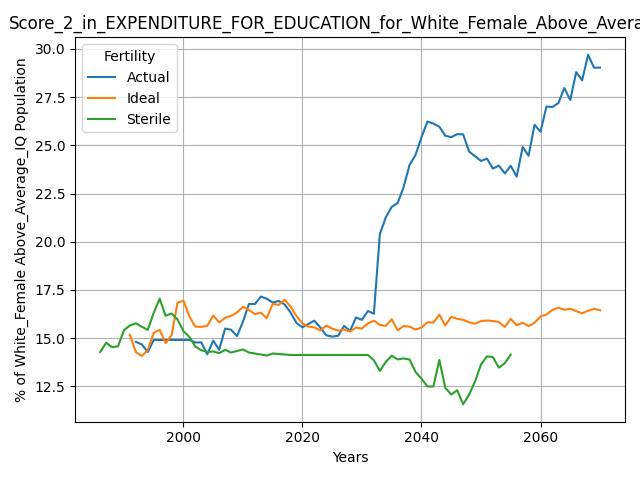 Score_2_in_EXPENDITURE_FOR_EDUCATION_for_White_Female_Above_Avera
Fertility
Actual
Ideal
Sterile
% of White_Female Above_Average_IQ Population
30.0
27.5
25.0
22.5
20.0
17.5
15.0
12.5
2000
2020
2040
2060
Years